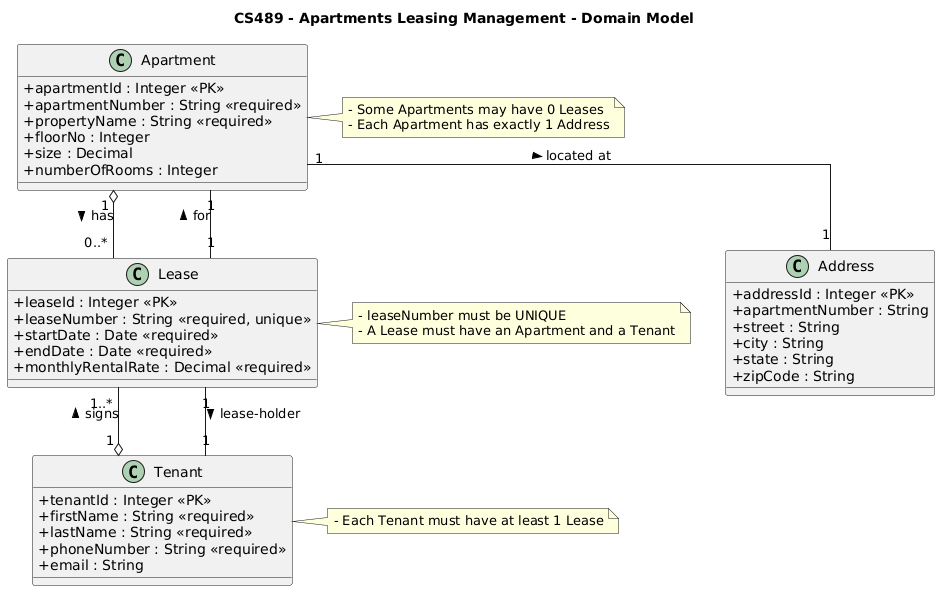 CS489 - Apartments Leasing Management - Domain Model
C Apartment
+apartmentId : Integer «PK»
+apartmentNumber : String «required»
+propertyName : String «required»
+floorNo : Integer
+size : Decimal
+numberOfRooms : Integer
- Some Apartments may have 0 Leases
- Each Apartment has exactly 1 Address
1
located at
1
1
has
0..*
1
for
1
C Address
+addressId : Integer «PK»
+apartmentNumber : String
+street : String
+city : String
+state : String
+zipCode : String
C Lease
+leaseId : Integer «PK»
+leaseNumber : String «required, unique»
+startDate : Date «required»
+endDate : Date «required»
+monthlyRentalRate : Decimal «required»
- leaseNumber must be UNIQUE
- A Lease must have an Apartment and a Tenant
1..*
signs
1
1
lease-holder
1
C Tenant
+tenantId : Integer «PK»
+firstName : String «required»
+lastName : String «required»
+phoneNumber : String «required»
+email : String
- Each Tenant must have at least 1 Lease